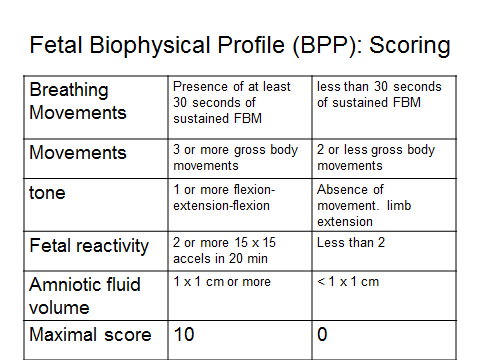 Fetal Biophysical Profile (BPP): Scoring
Breathing
Movements
Presence of at least
30 seconds of
sustained FBM
less than 30 seconds
of sustained FBM
Movements
3 or more gross body
movements
2 or less gross body
movements
tone
1 or more flexion-
extension-flexion
Absence of
movement. limb
extension
Fetal reactivity
2 or more 15 x 15
accels in 20 min
Less than 2
Amniotic fluid
volume
1 x 1 cm or more
< 1 x 1 cm
Maximal score
10
0